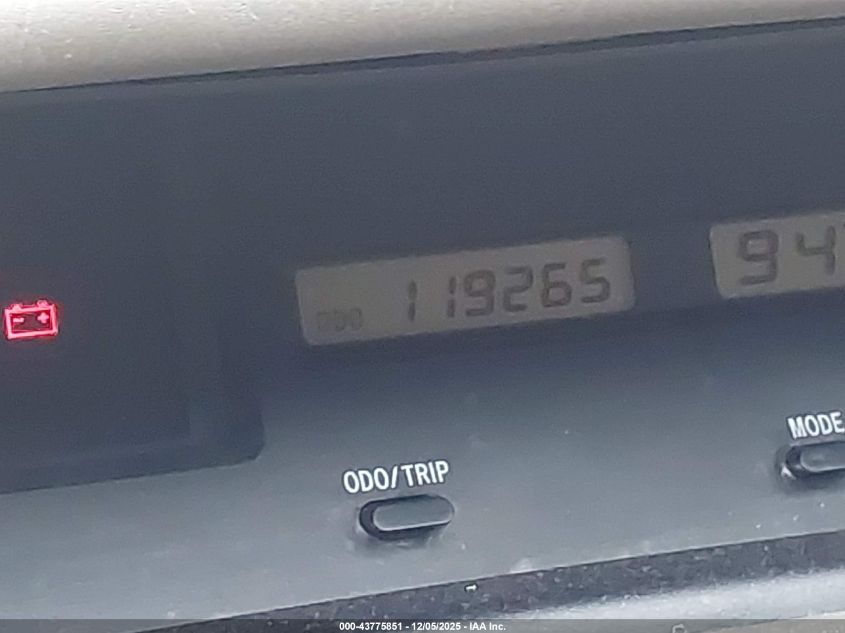 ODO 119265
94
ODO/TRIP
MODE
000-43775851 - 12/05/2025 - IAA Inc.